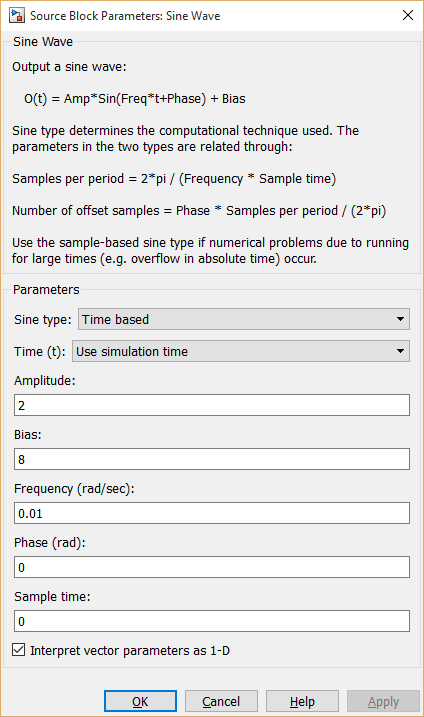 Source Block Parameters: Sine Wave
Sine Wave
Output a sine wave:
O(t) = Amp*Sin(Freq*t+Phase) + Bias
Sine type determines the computational technique used. The
parameters in the two types are related through:
Samples per period = 2*pi / (Frequency * Sample time)
Number of offset samples = Phase * Samples per period / (2*pi)
Use the sample-based sine type if numerical problems due to running
for large times (e.g. overflow in absolute time) occur.
Parameters
Sine type: Time based
Time (t): Use simulation time
Amplitude:
2
Bias:
8
Frequency (rad/sec):
0.01
Phase (rad):
0
Sample time:
0
Interpret vector parameters as 1-D
OK Cancel Help Apply